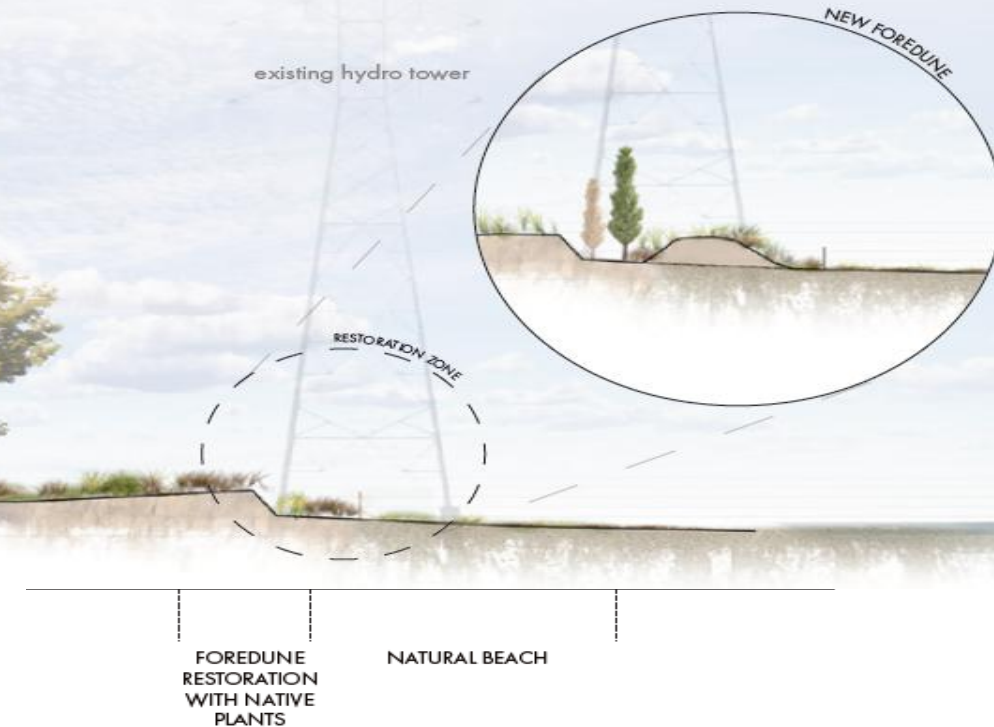 NEW FOREDUNE
existing hydro tower
RESTORATION ZONE
FOREDUNE
RESTORATION
WITH NATIVE
PLANTS
NATURAL BEACH